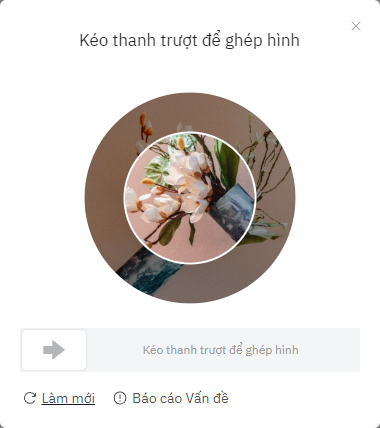 Kéo thanh trượt để ghép hình
Kéo thanh trượt để ghép hình
Làm mới
Báo cáo Vấn đề